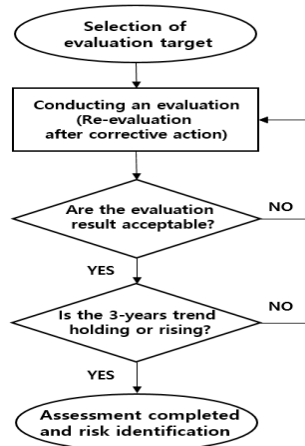 Selection of
evaluation target
Conducting an evaluation
(Re-evaluation
after corrective action)
Are the evaluation
result acceptable?
NO
YES
Is the 3-years trend
holding or rising?
NO
YES
Assessment completed
and risk identification